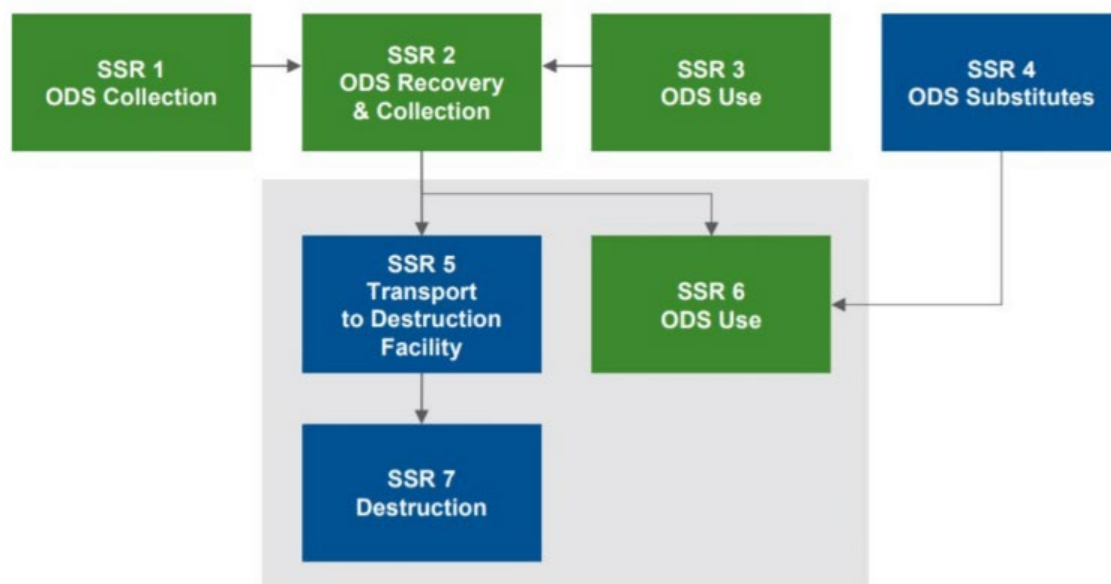 SSR 1
ODS Collection
SSR 2
ODS Recovery
& Collection
SSR 3
ODS Use
SSR 4
ODS Substitutes
SSR 5
Transport
to Destruction
Facility
SSR 6
ODS Use
SSR 7
Destruction